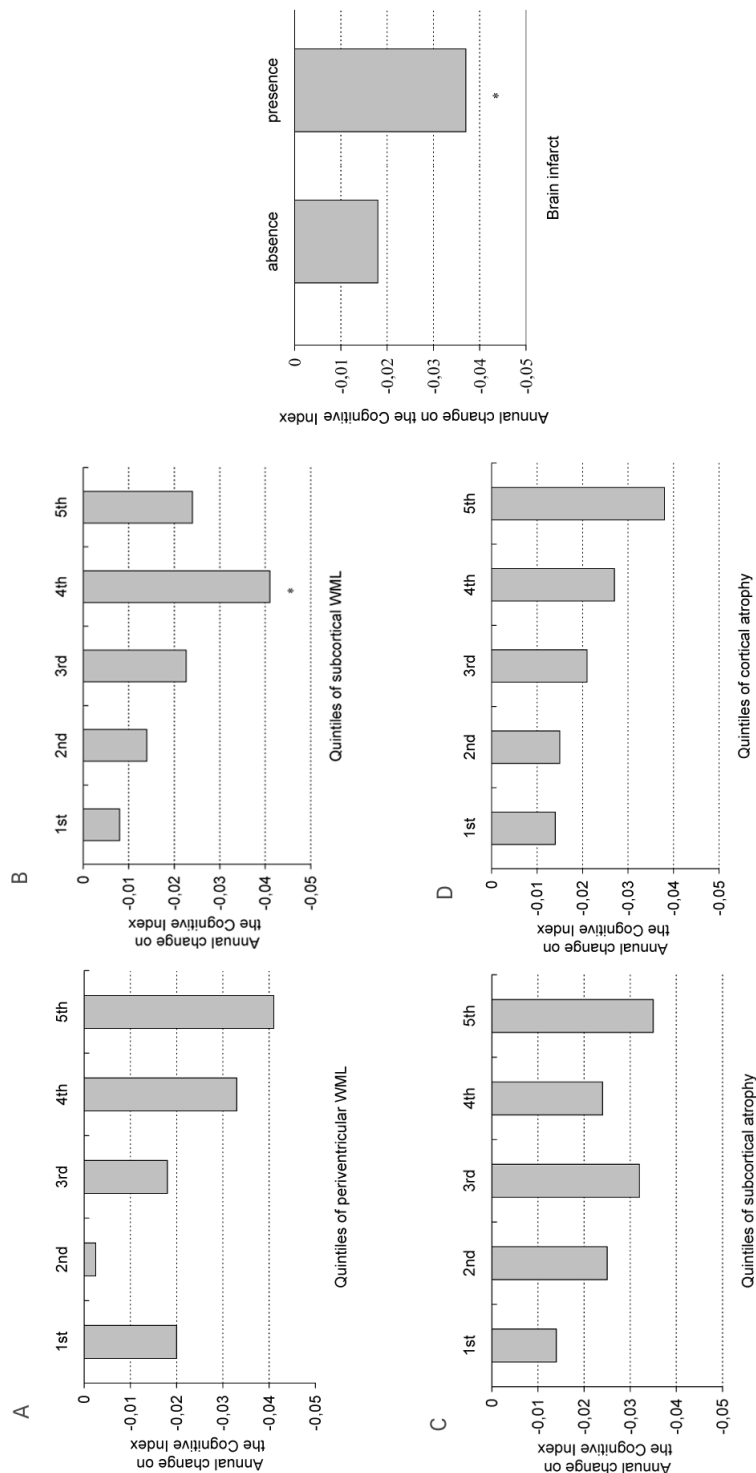 A
0
-0,01
-0,02
-0,03
-0,04
-0,05
Annual change on
the Cognitive Index
1st
2nd
3rd
4th
5th
Quintiles of periventricular WML
B
0
-0,01
-0,02
-0,03
-0,04
-0,05
Annual change on
the Cognitive Index
1st
2nd
3rd
4th
5th
*
Quintiles of subcortical WML
C
0
-0,01
-0,02
-0,03
-0,04
-0,05
Annual change on
the Cognitive Index
1st
2nd
3rd
4th
5th
Quintiles of subcortical atrophy
D
0
-0,01
-0,02
-0,03
-0,04
-0,05
Annual change on
the Cognitive Index
1st
2nd
3rd
4th
5th
Quintiles of cortical atrophy
0
-0,01
-0,02
-0,03
-0,04
-0,05
Annual change on the Cognitive Index
absence
presence
*
Brain infarct